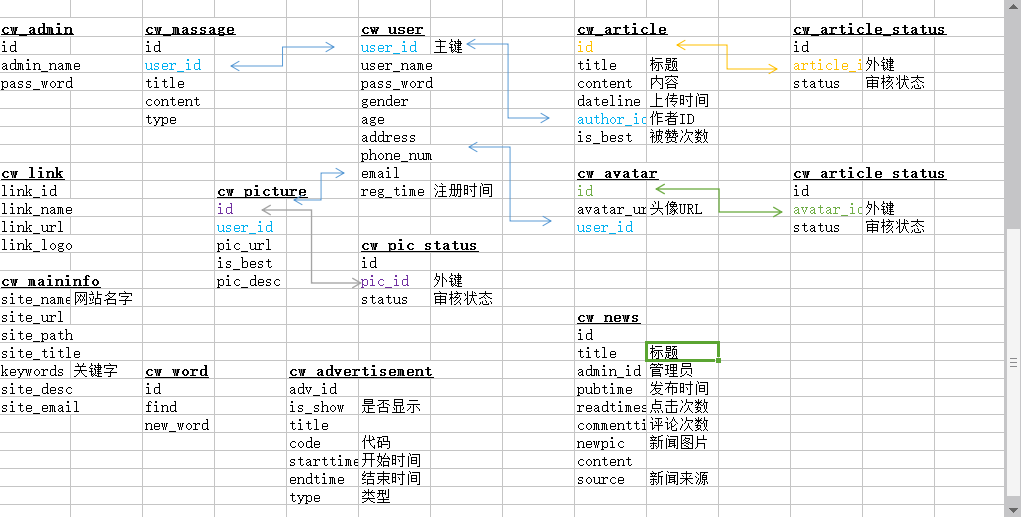 cw_admin
id
admin_name
pass_word
cw_massage
id
user_id
title
content
type
cw_user
user_id 主键
user_name
pass_word
gender
age
address
phone_num
email
reg_time 注册时间
cw_article
id
title 标题
content 内容
dateline 上传时间
author_id 作者ID
is_best 被赞次数
cw_article_status
id
article_i 外键
status 审核状态
cw_link
link_id
link_name
link_url
link_logo
cw_picture
id
user_id
pic_url
is_best
pic_desc
cw_pic_status
id
pic_id 外键
status 审核状态
cw_avatar
id
avatar_ur 头像URL
user_id
cw_article_status
id
avatar_id 外键
status 审核状态
cw_maininfo
site_name 网站名字
site_url
site_path
site_title
keywords 关键字
site_desc
site_email
cw_word
id
find
new_word
cw_advertisement
adv_id
is_show 是否显示
title
code 代码
starttime 开始时间
endtime 结束时间
type 类型
cw_news
id
title 标题
admin_id 管理员
pubtime 发布时间
readtimes 点击次数
commentti 评论次数
newpic 新闻图片
content
source 新闻来源